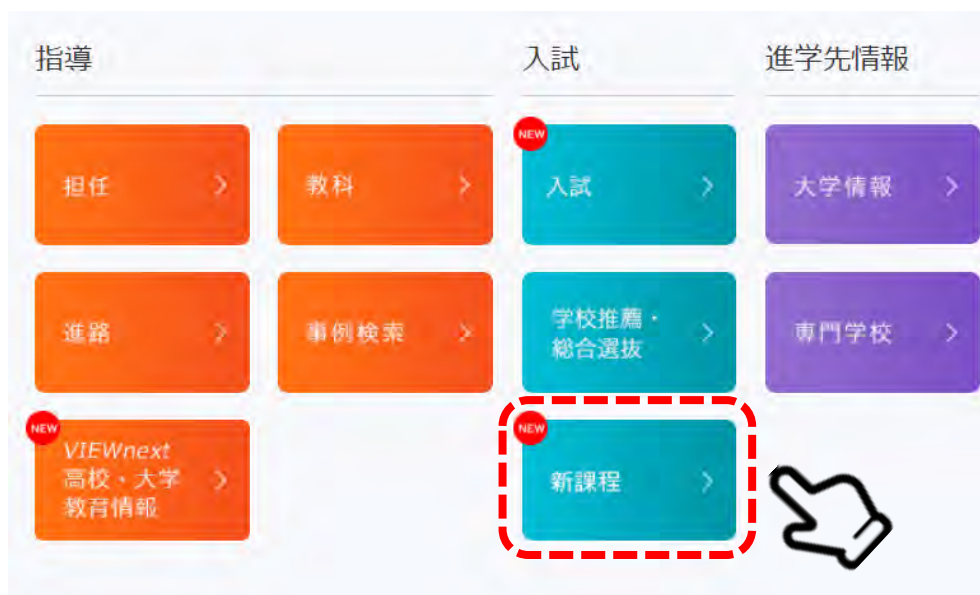 指導
入試
進学先情報
担任
教科
NEW
入試
大学情報
進路
事例検索
学校推薦・
総合選抜
専門学校
NEW
VIEWnext
高校・大学
教育情報
NEW
新課程